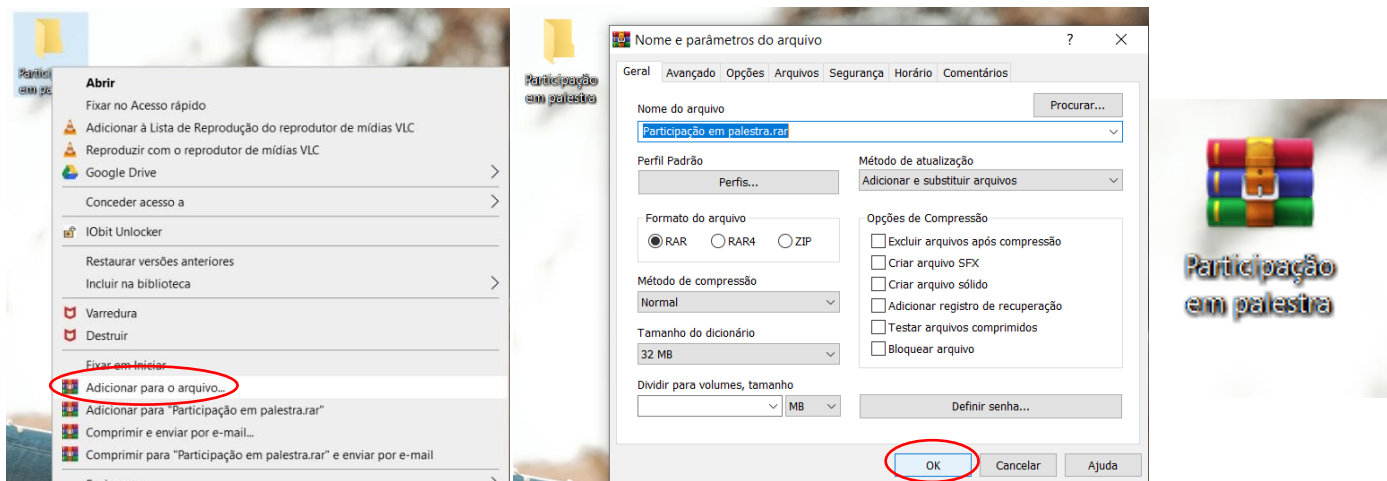 Abrir
Fixar no Acesso rápido
Adicionar à Lista de Reprodução do reprodutor de mídias VLC
Reproduzir com o reprodutor de mídias VLC
Google Drive
Conceder acesso a
IObit Unlocker
Restaurar versões anteriores
Incluir na biblioteca
Varredura
Destruir
Fixar em Iniciar
Adicionar para o arquivo...
Adicionar para "Participação em palestra.rar"
Comprimir e enviar por e-mail...
Comprimir para "Participação em palestra.rar" e enviar por e-mail
Participação
em palestra
Nome e parâmetros do arquivo
Geral Avançado Opções Arquivos Segurança Horário Comentários
Nome do arquivo
Procurar...
Participação em palestra.rar
Perfil Padrão
Perfis...
Método de atualização
Adicionar e substituir arquivos
Formato do arquivo
RAR RAR4 ZIP
Opções de Compressão
Excluir arquivos após compressão
Criar arquivo SFX
Criar arquivo sólido
Adicionar registro de recuperação
Testar arquivos comprimidos
Bloquear arquivo
Método de compressão
Normal
Tamanho do dicionário
32 MB
Dividir para volumes, tamanho
MB
Definir senha...
OK Cancelar Ajuda
Participação
em palestra